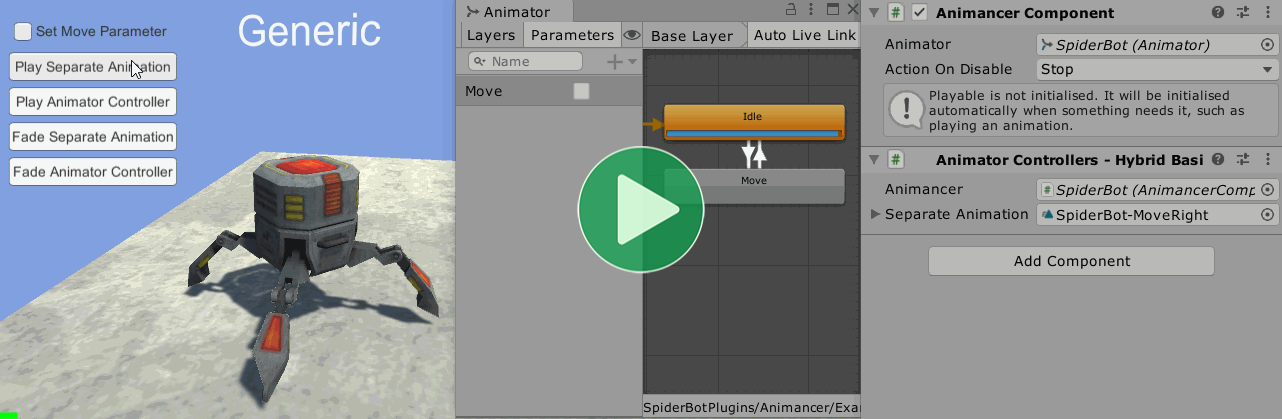 Set Move Parameter
Play Separate Animation
Play Animator Controller
Fade Separate Animation
Fade Animator Controller
Generic
Animator
Layers
Parameters
Name
Move
Base Layer
Auto Live Link
Idle
Move
SpiderBotPlugins/Animancer/Exa
Animancer Component
Animator
SpiderBot (Animator)
Action On Disable
Stop
Playable is not initialised. It will be initialised
automatically when something needs it, such as
playing an animation.
Animator Controllers - Hybrid Basi
Animancer
SpiderBot (AnimancerComp
Separate Animation
SpiderBot-MoveRight
Add Component